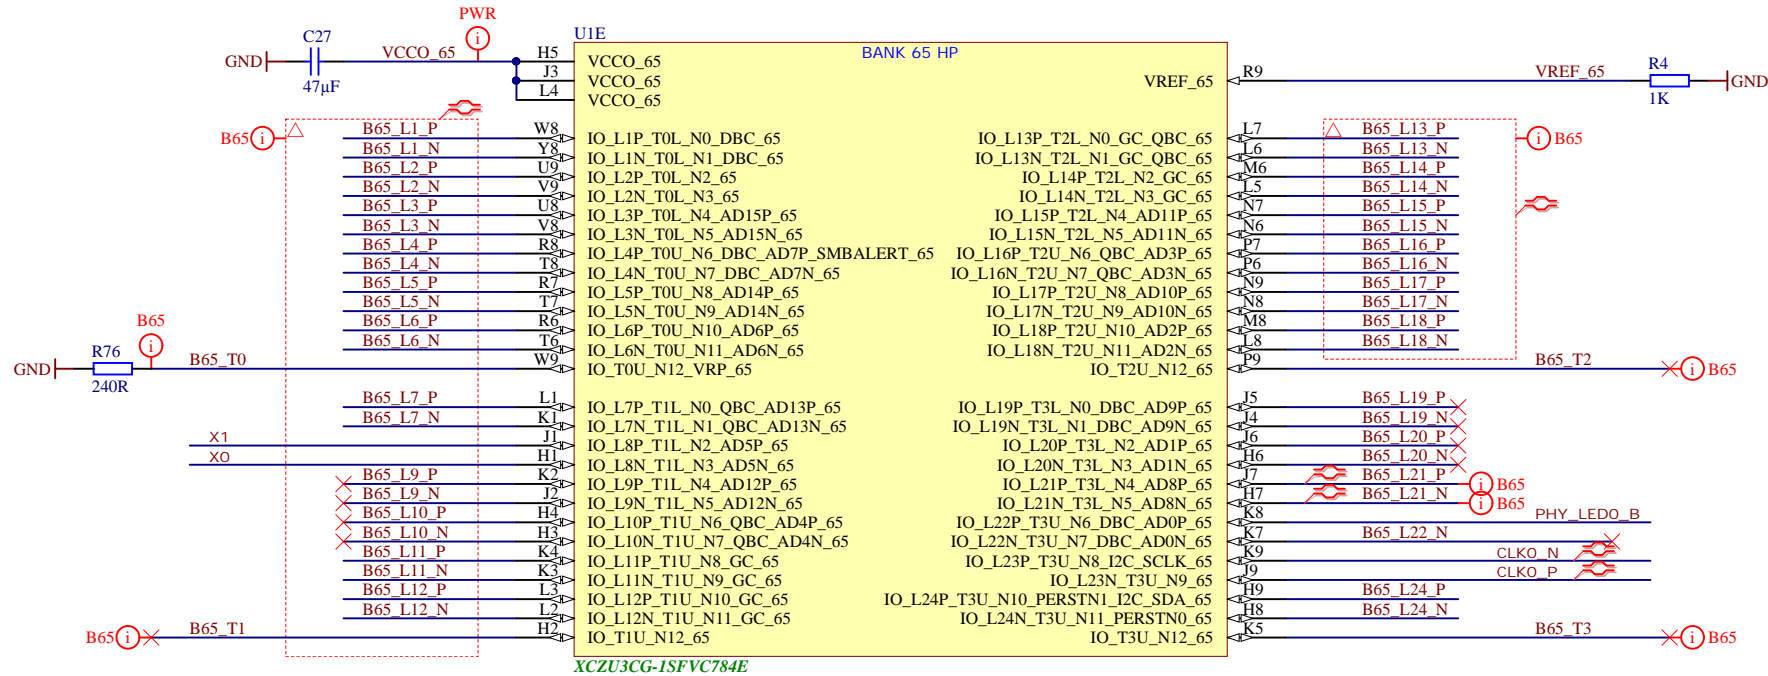 PWR
C27
U1E
GND VCCO_65 H5 VCCO_65 BANK 65 HP
47µF J3 VCCO_65 VREF_65 R9 VREF_65 R4 GND
L4 VCCO_65 1K
B65 i B65_L1_P W8 IO_L1P_T0L_N0_DBC_65 IO_L13P_T2L_N0_GC_QBC_65 L7 B65_L13_P i B65
B65_L1_N Y8 IO_L1N_T0L_N1_DBC_65 IO_L13N_T2L_N1_GC_QBC_65 L6 B65_L13_N
B65_L2_P U9 IO_L2P_T0L_N2_65 IO_L14P_T2L_N2_GC_65 M6 B65_L14_P
B65_L2_N V9 IO_L2N_T0L_N3_65 IO_L14N_T2L_N3_GC_65 L5 B65_L14_N
B65_L3_P U8 IO_L3P_T0L_N4_AD15P_65 IO_L15P_T2L_N4_AD11P_65 N7 B65_L15_P
B65_L3_N V8 IO_L3N_T0L_N5_AD15N_65 IO_L15N_T2L_N5_AD11N_65 N6 B65_L15_N
B65_L4_P R8 IO_L4P_T0U_N6_DBC_AD7P_SMBALERT_65 IO_L16P_T2U_N6_QBC_AD3P_65 P7 B65_L16_P
B65_L4_N T8 IO_L4N_T0U_N7_DBC_AD7N_65 IO_L16N_T2U_N7_QBC_AD3N_65 P6 B65_L16_N
B65_L5_P R7 IO_L5P_T0U_N8_AD14P_65 IO_L17P_T2U_N8_AD10P_65 N9 B65_L17_P
B65_L5_N T7 IO_L5N_T0U_N9_AD14N_65 IO_L17N_T2U_N9_AD10N_65 N8 B65_L17_N
B65 i B65_L6_P R6 IO_L6P_T0U_N10_AD6P_65 IO_L18P_T2U_N10_AD2P_65 M8 B65_L18_P
R76 B65_L6_N T6 IO_L6N_T0U_N11_AD6N_65 IO_L18N_T2U_N11_AD2N_65 L8 B65_L18_N
GND B65_T0 W9 IO_T0U_N12_VRP_65 IO_T2U_N12_65 P9 B65_T2 i B65
240R
B65_L7_P L1 IO_L7P_T1L_N0_QBC_AD13P_65 IO_L19P_T3L_N0_DBC_AD9P_65 J5 B65_L19_P
B65_L7_N K1 IO_L7N_T1L_N1_QBC_AD13N_65 IO_L19N_T3L_N1_DBC_AD9N_65 J4 B65_L19_N
X1 J1 IO_L8P_T1L_N2_AD5P_65 IO_L20P_T3L_N2_AD1P_65 J6 B65_L20_P
X0 H1 IO_L8N_T1L_N3_AD5N_65 IO_L20N_T3L_N3_AD1N_65 H6 B65_L20_N
B65_L9_P K2 IO_L9P_T1L_N4_AD12P_65 IO_L21P_T3L_N4_AD8P_65 J7 B65_L21_P i B65
B65_L9_N J2 IO_L9N_T1L_N5_AD12N_65 IO_L21N_T3L_N5_AD8N_65 H7 B65_L21_N i B65
B65_L10_P H4 IO_L10P_T1U_N6_QBC_AD4P_65 IO_L22P_T3U_N6_DBC_AD0P_65 K8 PHY_LED0_B
B65_L10_N H3 IO_L10N_T1U_N7_QBC_AD4N_65 IO_L22N_T3U_N7_DBC_AD0N_65 K7 B65_L22_N
B65_L11_P K4 IO_L11P_T1U_N8_GC_65 IO_L23P_T3U_N8_I2C_SCLK_65 K9 CLK0_N
B65_L11_N K3 IO_L11N_T1U_N9_GC_65 IO_L23N_T3U_N9_65 J9 CLK0_P
B65_L12_P L3 IO_L12P_T1U_N10_GC_65 IO_L24P_T3U_N10_PERSTN1_I2C_SDA_65 H9 B65_L24_P
B65_L12_N L2 IO_L12N_T1U_N11_GC_65 IO_L24N_T3U_N11_PERSTN0_65 H8 B65_L24_N
B65 i B65_T1 H2 IO_T1U_N12_65 IO_T3U_N12_65 K5 B65_T3 i B65
XCZU3CG-1SFVC784E